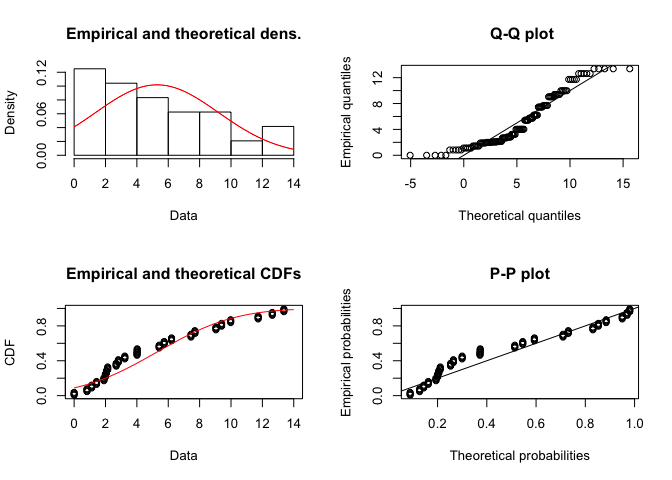 Empirical and theoretical dens.
Density
0.00 0.06 0.12
0 2 4 6 8 10 12 14
Data
Q-Q plot
Empirical quantiles
0 4 8 12
-5 0 5 10 15
Theoretical quantiles
Empirical and theoretical CDFs
CDF
0.0 0.4 0.8
0 2 4 6 8 10 12 14
Data
P-P plot
Empirical probabilities
0.0 0.4 0.8
0.2 0.4 0.6 0.8 1.0
Theoretical probabilities